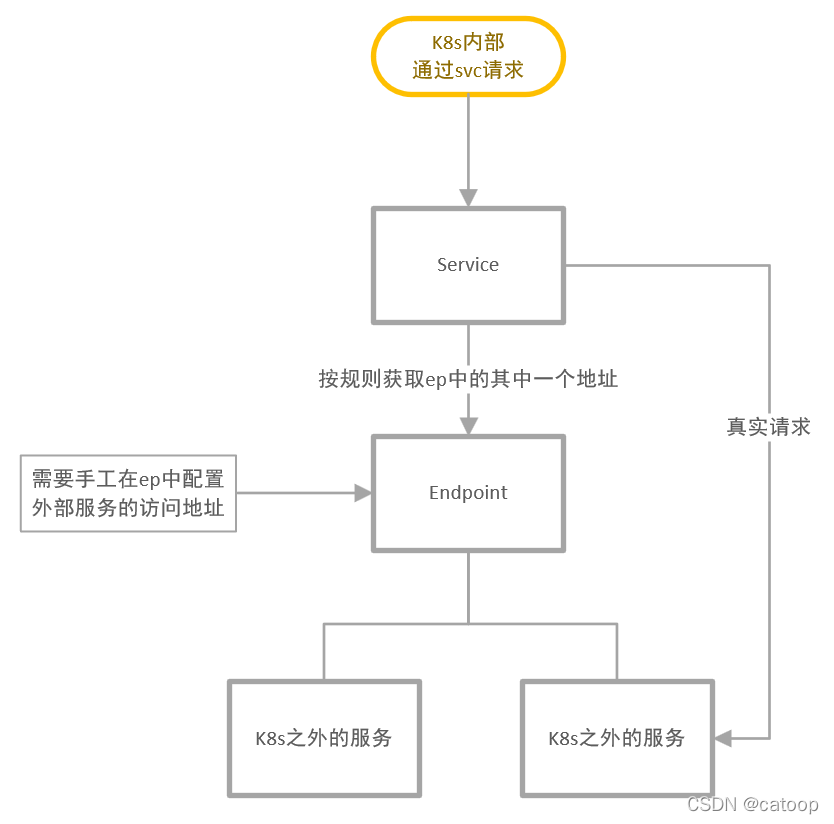 K8s内部
通过svc请求
Service
按规则获取ep中的其中一个地址
真实请求
需要手工在ep中配置
外部服务的访问地址
Endpoint
K8s之外的服务
K8s之外的服务
CSDN @catoop